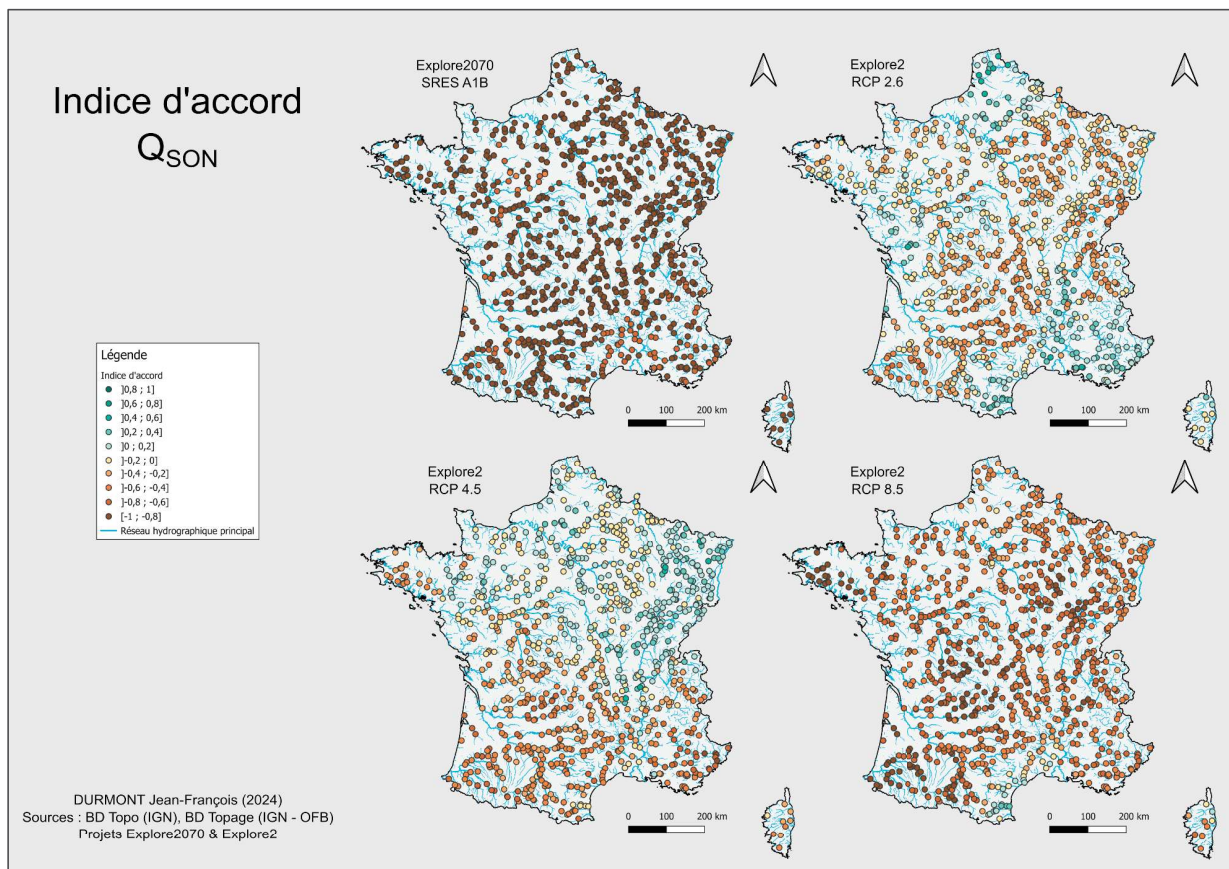 Indice d'accord
Q_SON
Explore2070
SRES A1B
0 100 200 km
Explore2
RCP 2.6
0 100 200 km
Légende
Indice d'accord
]0,8 ; 1]
]0,6 ; 0,8]
]0,4 ; 0,6]
]0,2 ; 0,4]
]0 ; 0,2]
]-0,2 ; 0]
]-0,4 ; -0,2]
]-0,6 ; -0,4]
]-0,8 ; -0,6]
[-1 ; -0,8]
Réseau hydrographique principal
Explore2
RCP 4.5
0 100 200 km
Explore2
RCP 8.5
0 100 200 km
DURMONT Jean-François (2024)
Sources : BD Topo (IGN), BD Topage (IGN - OFB)
Projets Explore2070 & Explore2